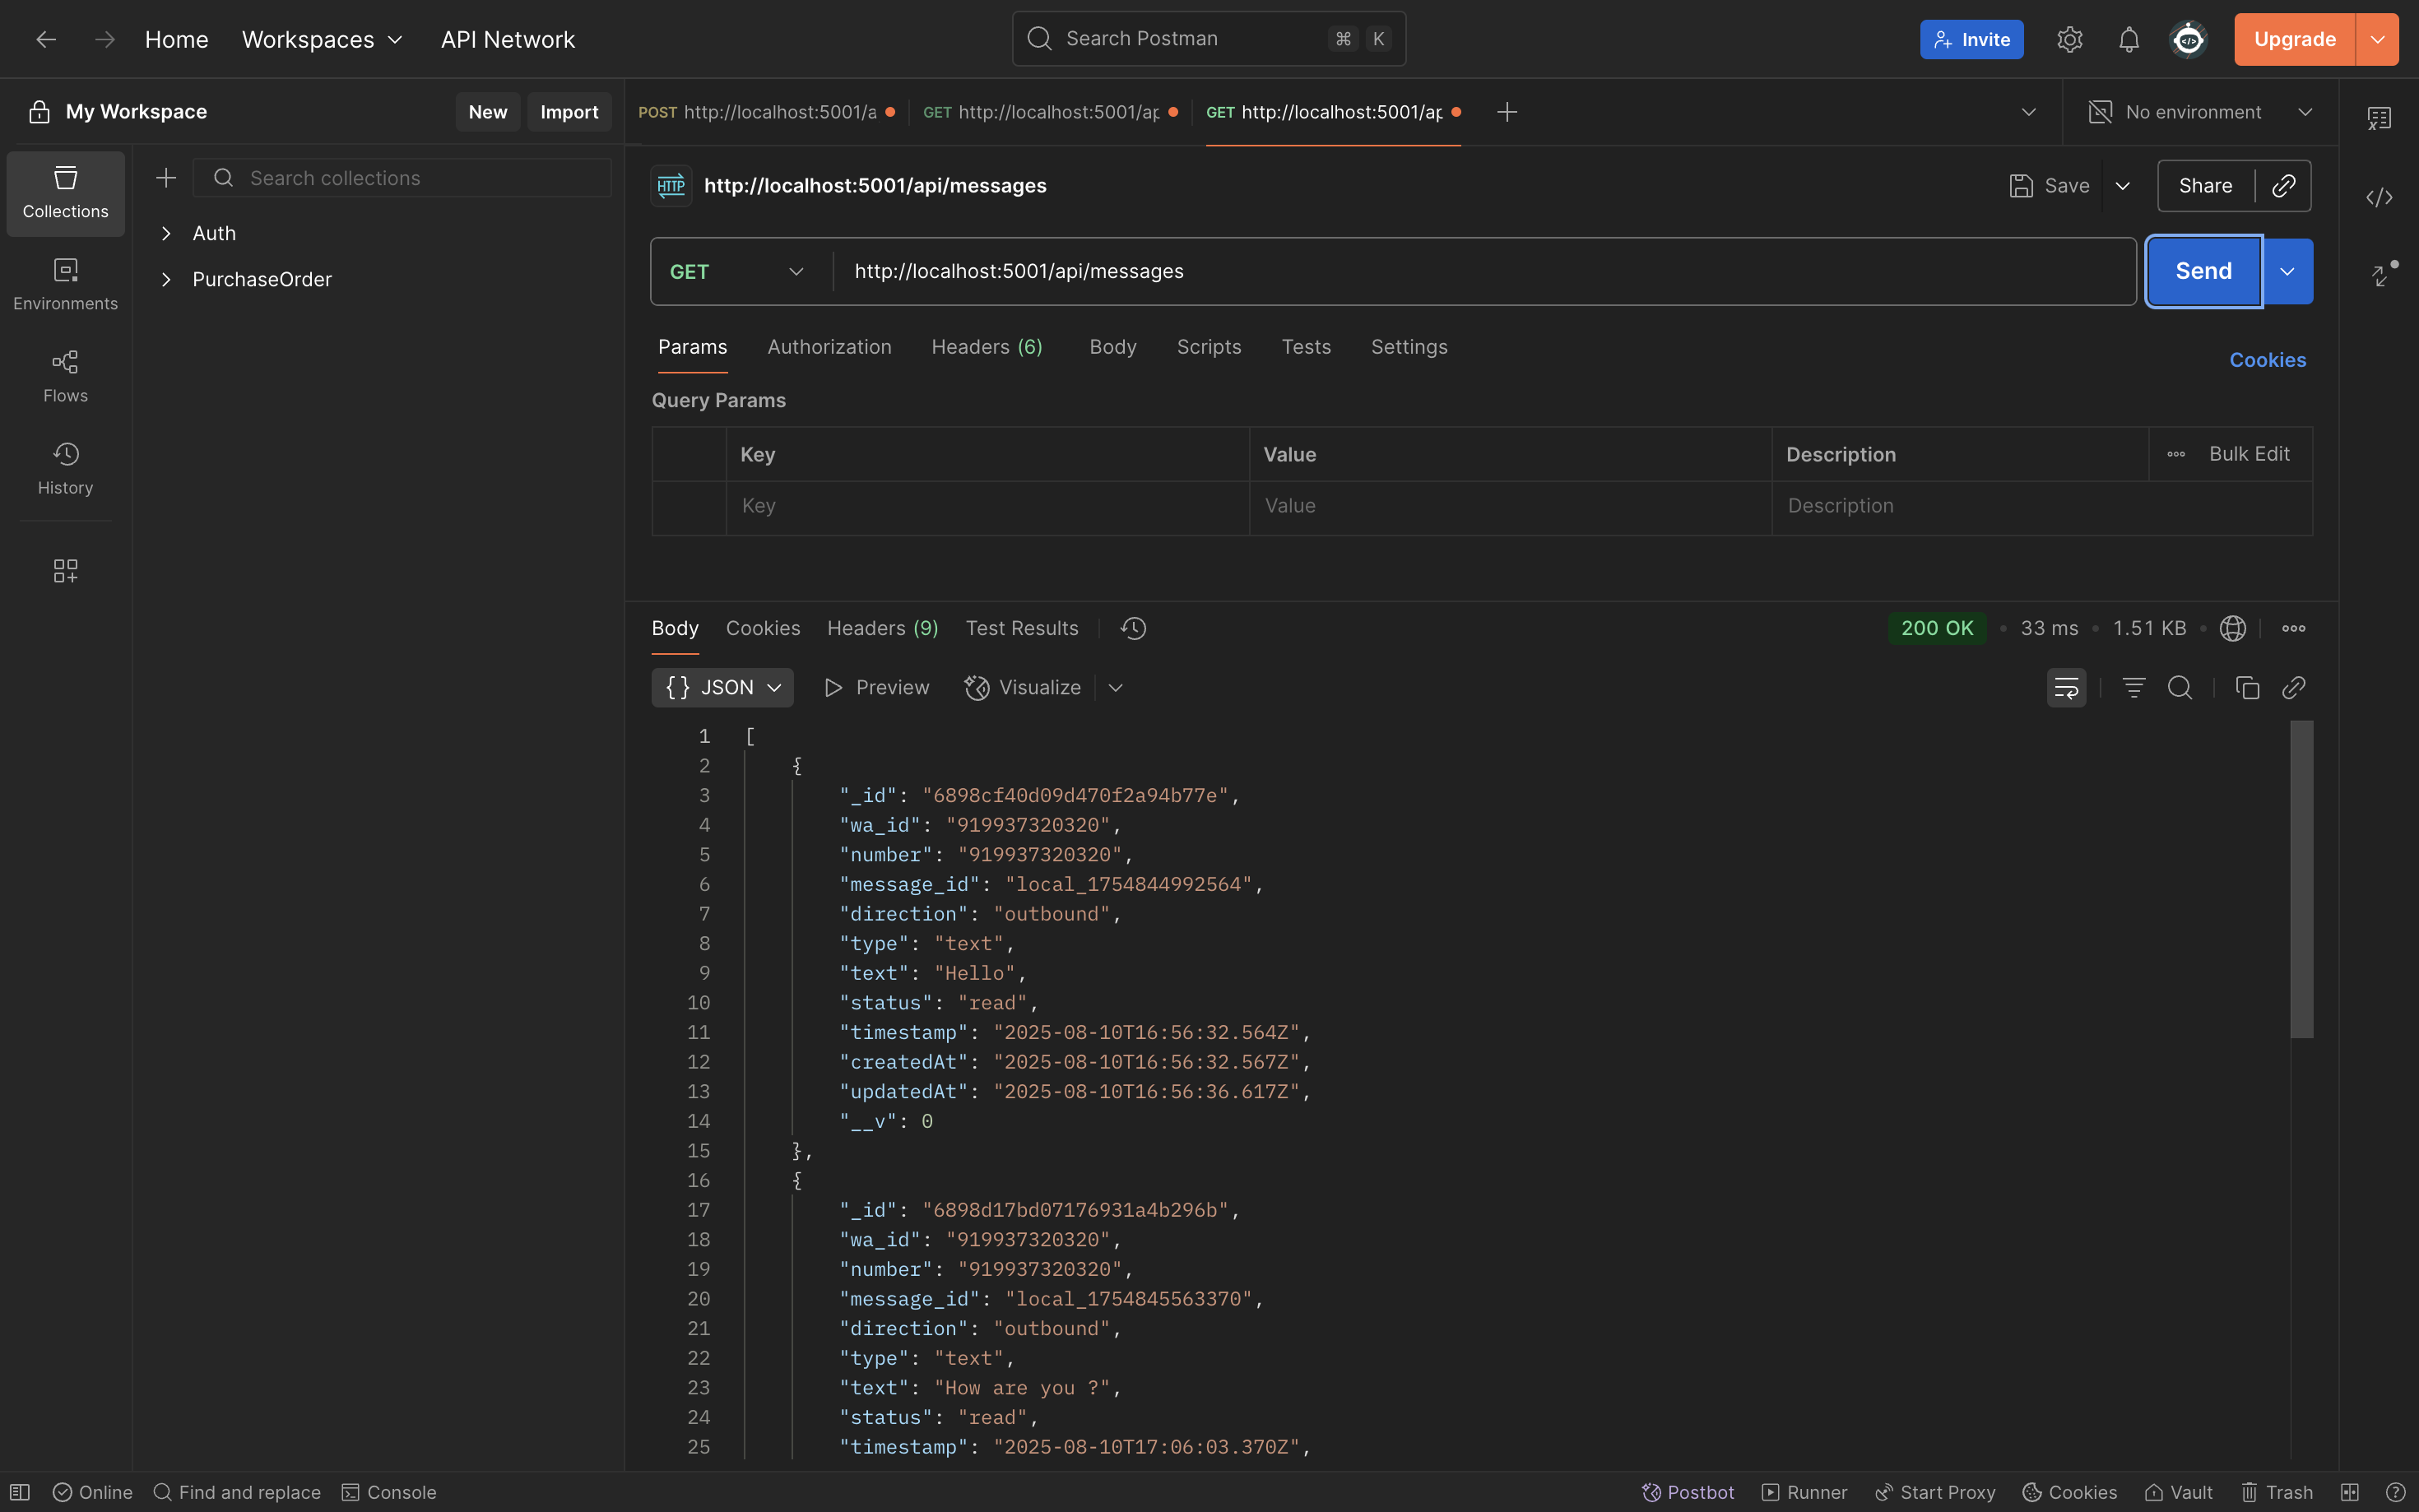 Home Workspaces API Network Search Postman ⌘ K Invite Upgrade
My Workspace New Import POST http://localhost:5001/a GET http://localhost:5001/ap GET http://localhost:5001/ap No environment
Collections
Environments
Flows
History
Search collections
Auth
PurchaseOrder
HTTP http://localhost:5001/api/messages Save Share
GET http://localhost:5001/api/messages Send
Params Authorization Headers (6) Body Scripts Tests Settings Cookies
Query Params
Key Value Description Bulk Edit
Key Value Description
Body Cookies Headers (9) Test Results 200 OK 33 ms 1.51 KB
{} JSON Preview Visualize
1 [
2 {
3 "_id": "6898cf40d09d470f2a94b77e",
4 "wa_id": "919937320320",
5 "number": "919937320320",
6 "message_id": "local_1754844992564",
7 "direction": "outbound",
8 "type": "text",
9 "text": "Hello",
10 "status": "read",
11 "timestamp": "2025-08-10T16:56:32.564Z",
12 "createdAt": "2025-08-10T16:56:32.567Z",
13 "updatedAt": "2025-08-10T16:56:36.617Z",
14 "__v": 0
15 },
16 {
17 "_id": "6898d17bd07176931a4b296b",
18 "wa_id": "919937320320",
19 "number": "919937320320",
20 "message_id": "local_1754845563370",
21 "direction": "outbound",
22 "type": "text",
23 "text": "How are you ?",
24 "status": "read",
25 "timestamp": "2025-08-10T17:06:03.370Z",
Online Find and replace Console Postbot Runner Start Proxy Cookies Vault Trash